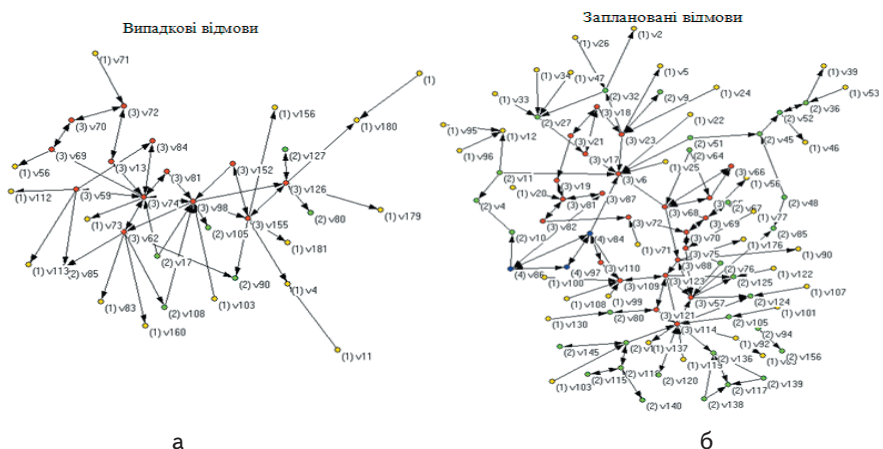 Випадкові відмови
Заплановані відмови
(1) v71
(3) v72
(3) v70
(3) v84
(3) v69
(1) v56
(3) v13
(3) v81
(3) v152
(1) v156
(1)
(1) v180
(2) v127
(3) v126
(1) v112
(3) v59
(3) v74
(3) v98
(2) v80
(1) v179
(1) v73
(3) v62
(2) v105
(3) v155
(1) v181
(1) v113
(2) v85
(2) v17
(2) v90
(1) v4
(1) v83
(2) v108
(1) v103
(1) v160
(1) v11
а
(1) v26
(1) v2
(1) v34
(1) v47
(1) v5
(1) v39
(1) v33
(2) v32
(2) v9
(1) v24
(1) v53
(3) v18
(2) v36
(2) v27
(1) v22
(2) v52
(1) v95
(1) v12
(3) v21
(3) v23
(2) v51
(2) v45
(1) v46
(1) v96
(3) v17
(2) v64
(2) v11
(3) v6
(1) v25
(3) v66
(3) v19
(1) v56
(1) v20
(3) v81
(3) v87
(2) v4
(3) v68
(2) v67
(2) v48
(3) v82
(3) v72
(3) v69
(1) v77
(2) v10
(4) v84
(3) v70
(2) v85
(1) v71
(3) v75
(1) v176
(1) v90
(4) v86
(4) v97
(3) v110
(3) v88
(2) v76
(1) v122
(1) v100
(3) v109
(3) v123
(2) v125
(1) v108
(1) v99
(3) v57
(2) v124
(1) v107
(1) v130
(2) v80
(3) v121
(2) v105
(1) v101
(3) v114
(2) v94
(2) v145
(1) v137
(1) v92
(2) v136
(2) v156
(1) v119
(1) v103
(2) v115
(2) v118
(2) v120
(2) v117
(2) v139
(2) v140
(2) v138
б